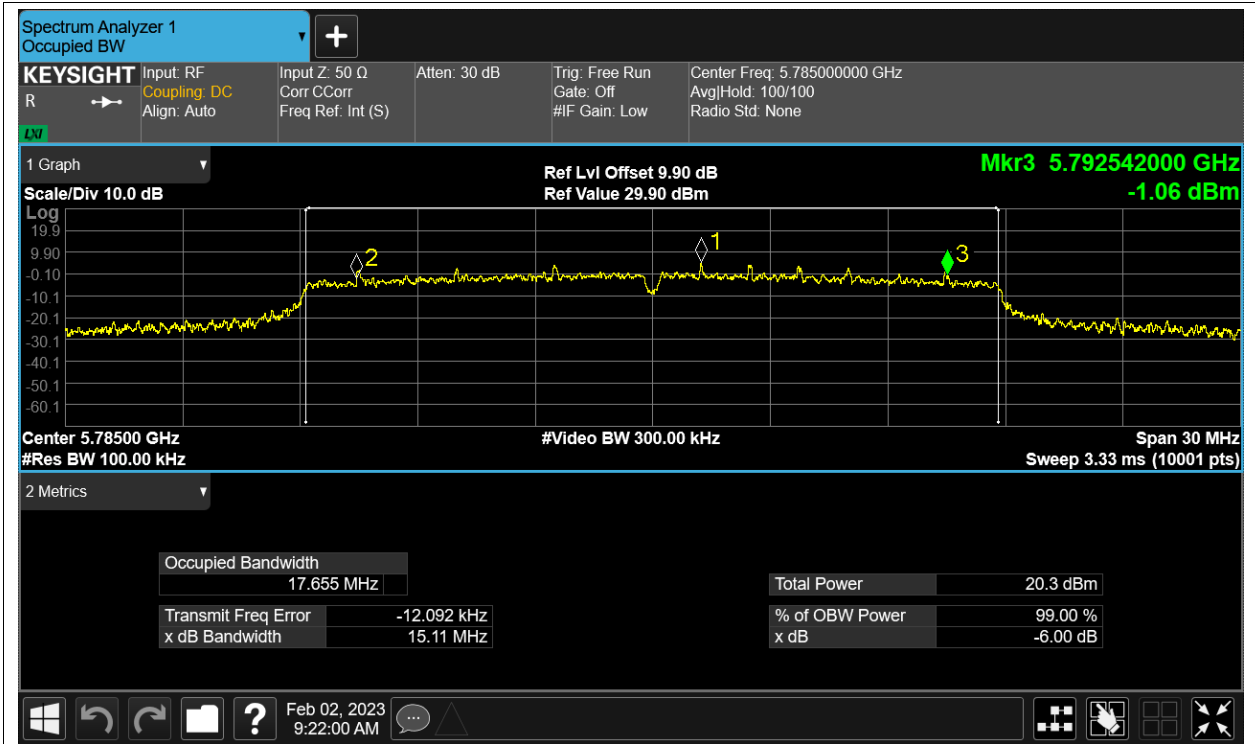 Spectrum Analyzer 1
Occupied BW
KEYSIGHT
R
LXI
Input: RF
Coupling: DC
Align: Auto
Input Z: 50 Ω
Corr CCorr
Freq Ref: Int (S)
Atten: 30 dB
Trig: Free Run
Gate: Off
#IF Gain: Low
Center Freq: 5.785000000 GHz
Avg|Hold: 100/100
Radio Std: None
1 Graph
Scale/Div 10.0 dB
Ref Lvl Offset 9.90 dB
Ref Value 29.90 dBm
Mkr3 5.792542000 GHz
-1.06 dBm
Log
19.9
9.90
-0.10
-10.1
-20.1
-30.1
-40.1
-50.1
-60.1
2
1
3
Center 5.78500 GHz
#Res BW 100.00 kHz
#Video BW 300.00 kHz
Span 30 MHz
Sweep 3.33 ms (10001 pts)
2 Metrics
Occupied Bandwidth
17.655 MHz
Transmit Freq Error -12.092 kHz
x dB Bandwidth 15.11 MHz
Total Power 20.3 dBm
% of OBW Power 99.00 %
x dB -6.00 dB
?
Feb 02, 2023
9:22:00 AM